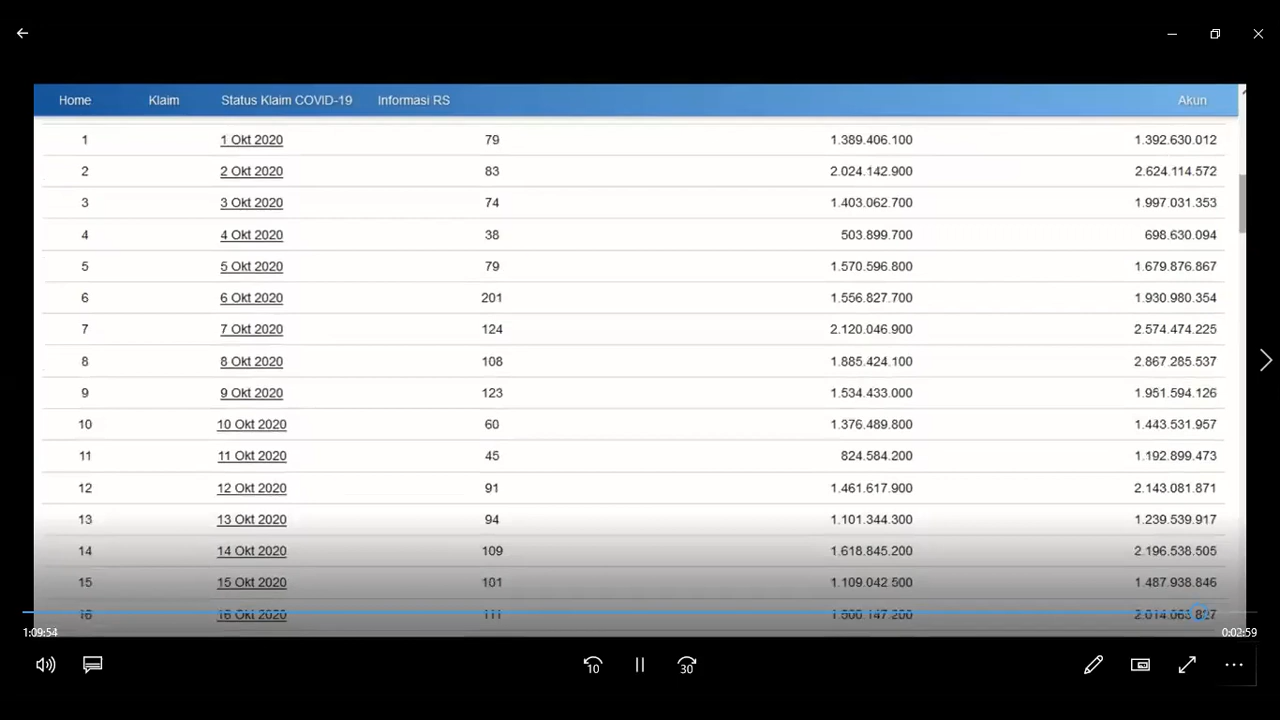 Home Klaim Status Klaim COVID-19 Informasi RS Akun
1 1 Okt 2020 79 1.389.406.100 1.392.630.012
2 2 Okt 2020 83 2.024.142.900 2.624.114.572
3 3 Okt 2020 74 1.403.062.700 1.997.031.353
4 4 Okt 2020 38 503.899.700 698.630.094
5 5 Okt 2020 79 1.570.596.800 1.679.876.867
6 6 Okt 2020 201 1.556.827.700 1.930.980.354
7 7 Okt 2020 124 2.120.046.900 2.574.474.225
8 8 Okt 2020 108 1.885.424.100 2.867.285.537
9 9 Okt 2020 123 1.534.433.000 1.951.594.126
10 10 Okt 2020 60 1.376.489.800 1.443.531.957
11 11 Okt 2020 45 824.584.200 1.192.899.473
12 12 Okt 2020 91 1.461.617.900 2.143.081.871
13 13 Okt 2020 94 1.101.344.300 1.239.539.917
14 14 Okt 2020 109 1.618.845.200 2.196.538.505
15 15 Okt 2020 101 1.109.042.500 1.487.938.846
16 16 Okt 2020 111
1:09:54 0:02:59
10 30